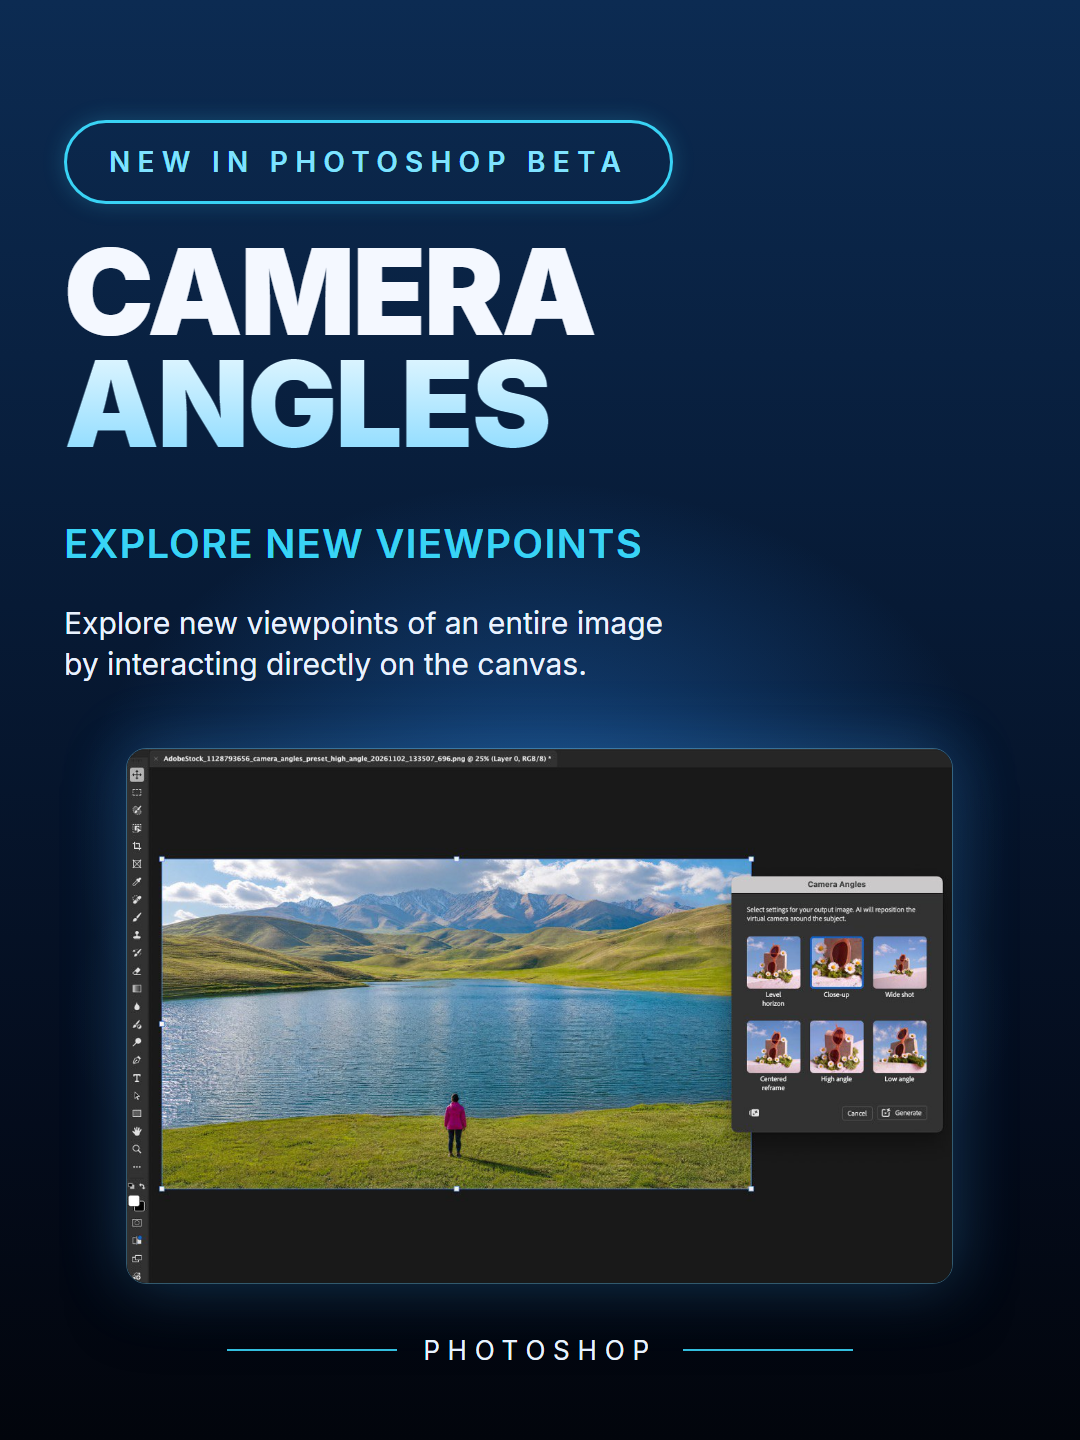 NEW IN PHOTOSHOP BETA
CAMERA
ANGLES
EXPLORE NEW VIEWPOINTS
Explore new viewpoints of an entire image
by interacting directly on the canvas.
AdobeStock_1128793656_camera_angles_preset_high_angle_20261102_133507_696.png @ 25% (Layer 0, RGB/8) *
Camera Angles
Select settings for your output image. AI will reposition the
virtual camera around the subject.
Level
horizon
Close-up
Wide shot
Centered
reframe
High angle
Low angle
Cancel
Generate
PHOTOSHOP